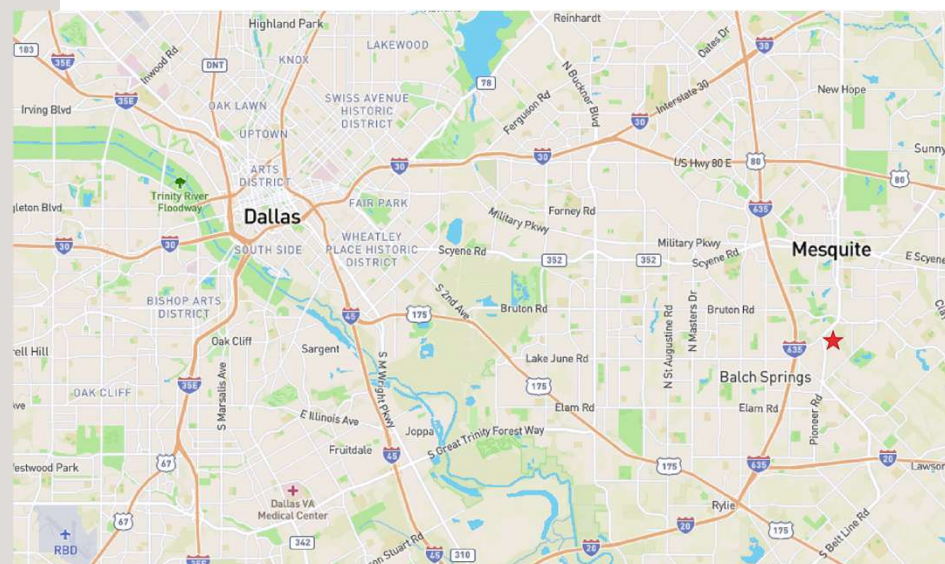 Highland Park
Reinhardt
183
35E
Inwood Rd
DNT
KNOX
LAKEWOOD
78
N Buckner Blvd
Oates Dr
30
Irving Blvd
35E
OAK LAWN
SWISS AVENUE
HISTORIC
DISTRICT
Ferguson Rd
Interstate 30
New Hope
UPTOWN
30
30
30
US Hwy 80 E
80
Sunny
80
ARTS
DISTRICT
Trinity River
Floodway
gleton Blvd
Dallas
FAIR PARK
Military Pkwy
Forney Rd
635
30
30
SOUTH SIDE
WHEATLEY
PLACE HISTORIC
DISTRICT
Scyene Rd
352
352
Military Pkwy
Scyene Rd
Mesquite
E Scyene
BISHOP ARTS
DISTRICT
45
175
S 2nd Ave
Bruton Rd
N St Augustine Rd
N Masters Dr
Bruton Rd
Clay
rell Hill
Oak Cliff
Sargent
S M Wright Pkwy
Lake June Rd
635
Balch Springs
OAK CLIFF
35E
S Marsalis Ave
175
ve
E Illinois Ave
Elam Rd
Elam Rd
Pioneer Rd
Fruitdale
Joppa
S Great Trinity Forest Way
Westwood Park
67
45
175
635
20
Lawson
Dallas VA
Medical Center
67
Rylie
RBD
342
35E
on Stuart Rd
45
310
20
20
175
S Belt Line Rd